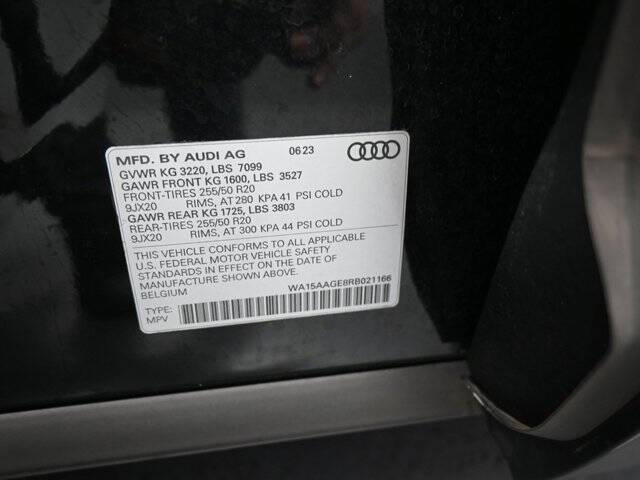 MFD. BY AUDI AG 06 23
GVWR KG 3220, LBS 7099
GAWR FRONT KG 1600, LBS 3527
FRONT-TIRES 255/50 R20
9JX20 RIMS, AT 280 KPA 41 PSI COLD
GAWR REAR KG 1725, LBS 3803
REAR-TIRES 255/50 R20
9JX20 RIMS, AT 300 KPA 44 PSI COLD
THIS VEHICLE CONFORMS TO ALL APPLICABLE
U.S. FEDERAL MOTOR VEHICLE SAFETY
STANDARDS IN EFFECT ON THE DATE OF
MANUFACTURE SHOWN ABOVE.
BELGIUM WA15AAGE8RB021166
TYPE:
MPV